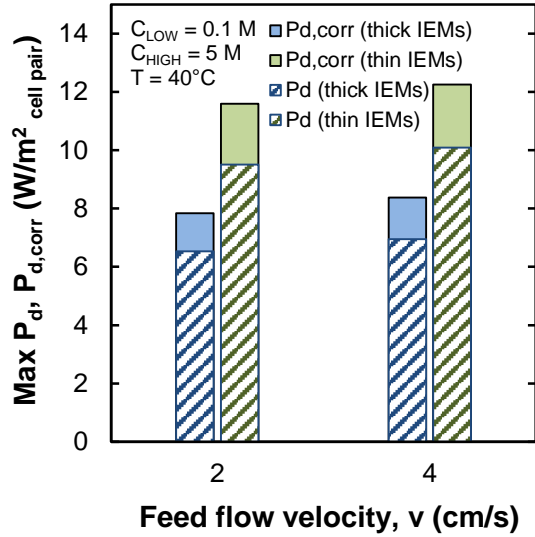 14
12
10
8
6
4
2
0
Max P_d, P_d,corr (W/m² cell pair)
C_LOW = 0.1 M
C_HIGH = 5 M
T = 40°C
Pd,corr (thick IEMs)
Pd,corr (thin IEMs)
Pd (thick IEMs)
Pd (thin IEMs)
2
4
Feed flow velocity, v (cm/s)